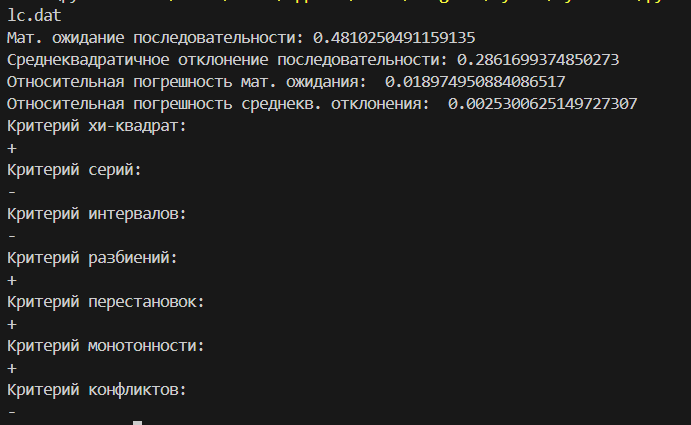 lc.dat
Мат. ожидание последовательности: 0.4810250491159135
Среднеквадратичное отклонение последовательности: 0.2861699374850273
Относительная погрешность мат. ожидания:  0.018974950884086517
Относительная погрешность среднекв. отклонения:  0.0025300625149727307
Критерий хи-квадрат:
+
Критерий серий:
-
Критерий интервалов:
-
Критерий разбиений:
+
Критерий перестановок:
+
Критерий монотонности:
+
Критерий конфликтов:
-